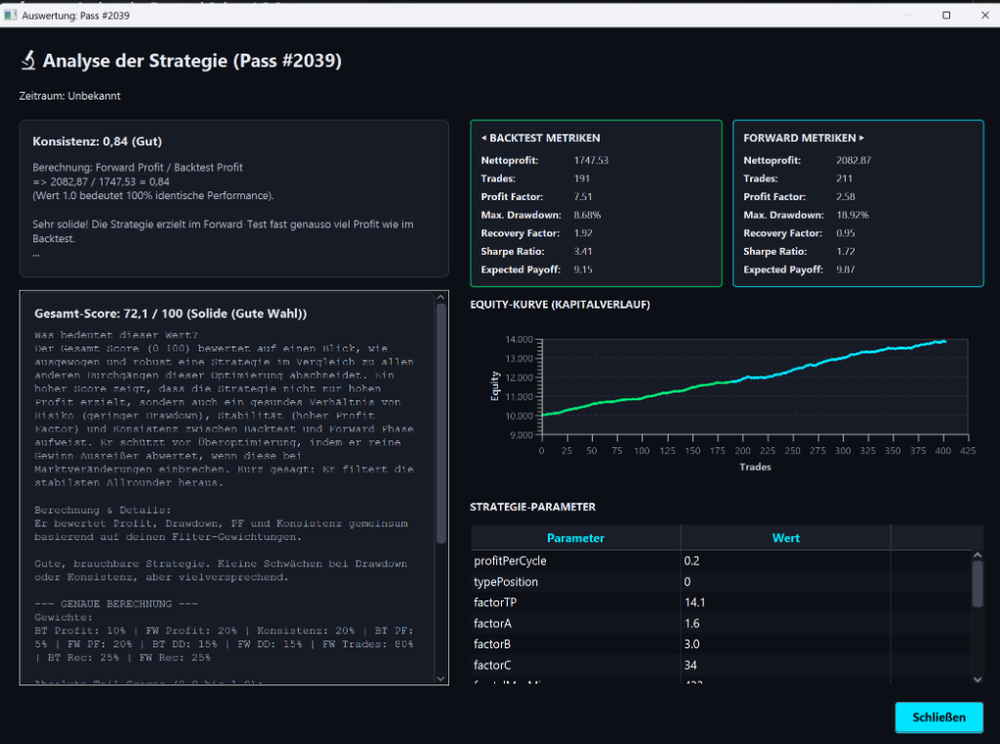 Auswertung: Pass #2039
Analyse der Strategie (Pass #2039)
Zeitraum: Unbekannt
Konsistenz: 0,84 (Gut)
Berechnung: Forward Profit / Backtest Profit
=> 2082,87 / 1747,53 = 0,84
(Wert 1.0 bedeutet 100% identische Performance).
Sehr solide! Die Strategie erzielt im Forward-Test fast genauso viel Profit wie im
Backtest.
...
Gesamt-Score: 72,1 / 100 (Solide (Gute Wahl))
Was bedeutet dieser Wert?
Der Gesamt-Score (0-100) bewertet auf einen Blick, wie
ausgewogen und robust eine Strategie im Vergleich zu allen
anderen Durchgängen dieser Optimierung abschneidet. Ein
hoher Score zeigt, dass die Strategie nicht nur hohen
Profit erzielt, sondern auch ein gesundes Verhältnis von
Risiko (geringer Drawdown), Stabilität (hoher Profit
Factor) und Konsistenz zwischen Backtest und Forward-Phase
aufweist. Er schützt vor Überoptimierung, indem er reine
Gewinn-Ausreißer abwertet, wenn diese bei
Marktveränderungen einbrechen. Kurz gesagt: Er filtert die
stabilsten Allrounder heraus.
Berechnung & Details:
Er bewertet Profit, Drawdown, PF und Konsistenz gemeinsam
basierend auf deinen Filter-Gewichtungen.
Gute, brauchbare Strategie. Kleine Schwächen bei Drawdown
oder Konsistenz, aber vielversprechend.
--- GENAUE BERECHNUNG ---
Gewichte:
BT Profit: 10% | FW Profit: 20% | Konsistenz: 20% | BT PF:
5% | FW PF: 20% | BT DD: 15% | FW DD: 15% | FW Trades: 80%
| BT Rec: 25% | FW Rec: 25%
◂ BACKTEST METRIKEN
Nettoprofit: 1747.53
Trades: 191
Profit Factor: 7.51
Max. Drawdown: 8.68%
Recovery Factor: 1.92
Sharpe Ratio: 3.41
Expected Payoff: 9.15
FORWARD METRIKEN ▸
Nettoprofit: 2082.87
Trades: 211
Profit Factor: 2.58
Max. Drawdown: 18.92%
Recovery Factor: 0.95
Sharpe Ratio: 1.72
Expected Payoff: 9.87
EQUITY-KURVE (KAPITALVERLAUF)
Equity
14.000
13.000
12.000
11.000
10.000
9.000
0 25 50 75 100 125 150 175 200 225 250 275 300 325 350 375 400 425
Trades
STRATEGIE-PARAMETER
Parameter Wert
profitPerCycle 0.2
typePosition 0
factorTP 14.1
factorA 1.6
factorB 3.0
factorC 34
Schließen